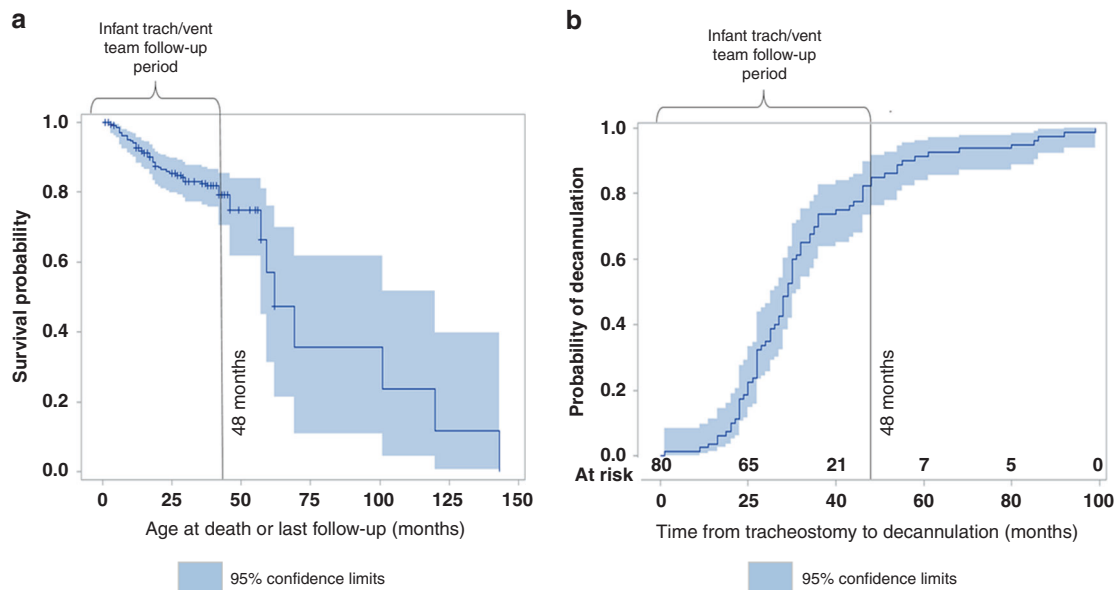 a
Infant trach/vent
team follow-up
period
1.0
0.8
0.6
0.4
0.2
0.0
Survival probability
48 months
0
25
50
75
100
125
150
Age at death or last follow-up (months)
95% confidence limits
b
Infant trach/vent
team follow-up
period
1.0
0.8
0.6
0.4
0.2
0.0
Probability of decannulation
48 months
At risk
80
65
21
7
5
0
0
25
40
60
80
100
Time from tracheostomy to decannulation (months)
95% confidence limits